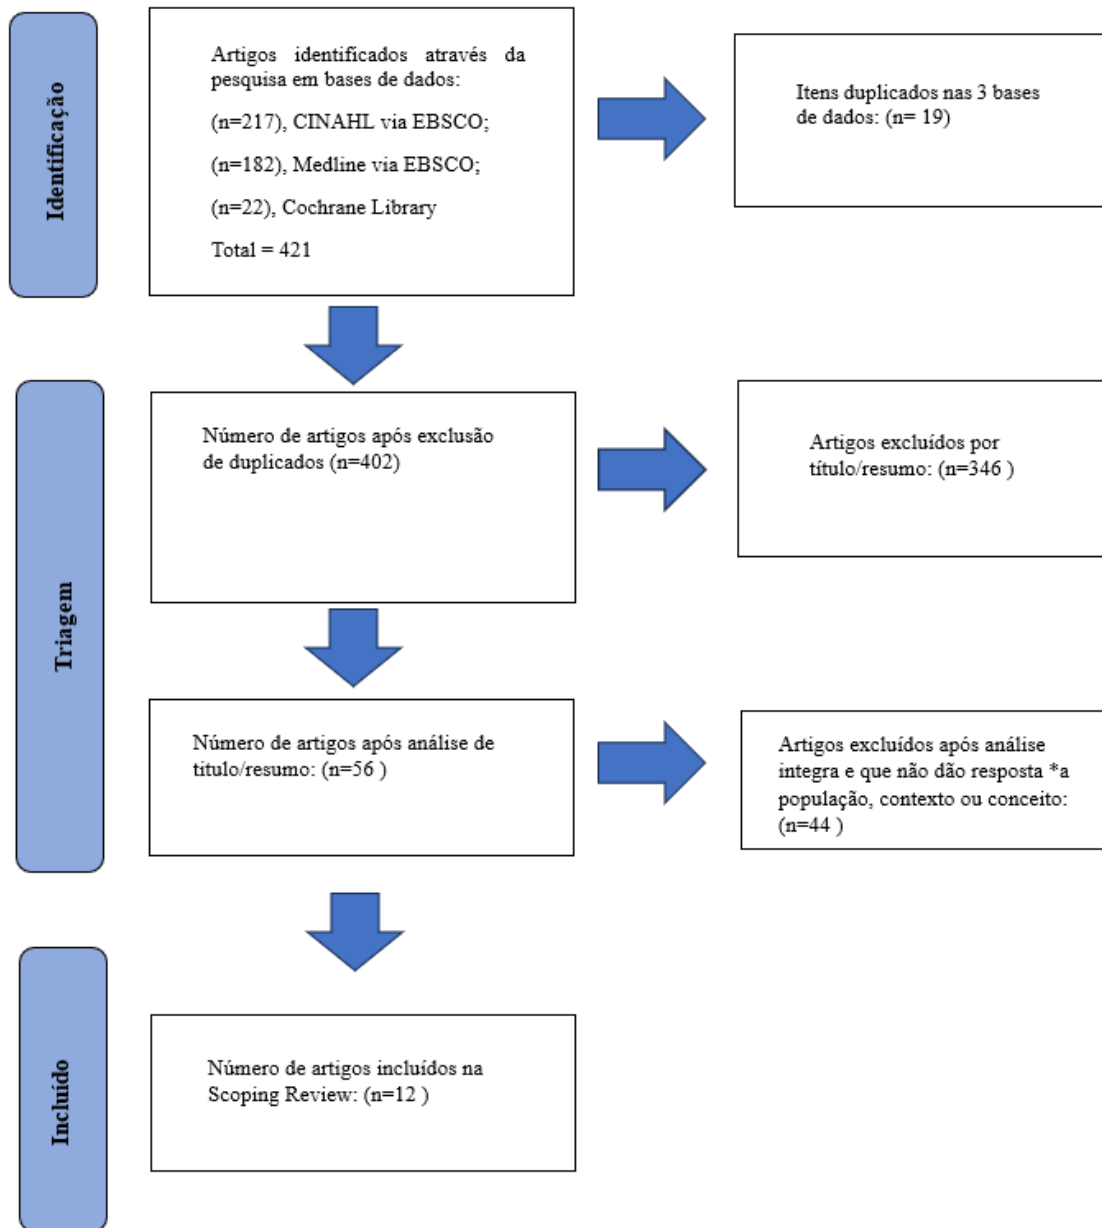 Identificação
Artigos identificados através da
pesquisa em bases de dados:
(n=217), CINAHL via EBSCO;
(n=182), Medline via EBSCO;
(n=22), Cochrane Library
Total = 421
Itens duplicados nas 3 bases
de dados: (n= 19)
Triagem
Número de artigos após exclusão
de duplicados (n=402)
Artigos excluídos por
título/resumo: (n=346 )
Número de artigos após análise de
titulo/resumo: (n=56 )
Artigos excluídos após análise
integra e que não dão resposta *a
população, contexto ou conceito:
(n=44 )
Incluído
Número de artigos incluídos na
Scoping Review: (n=12 )